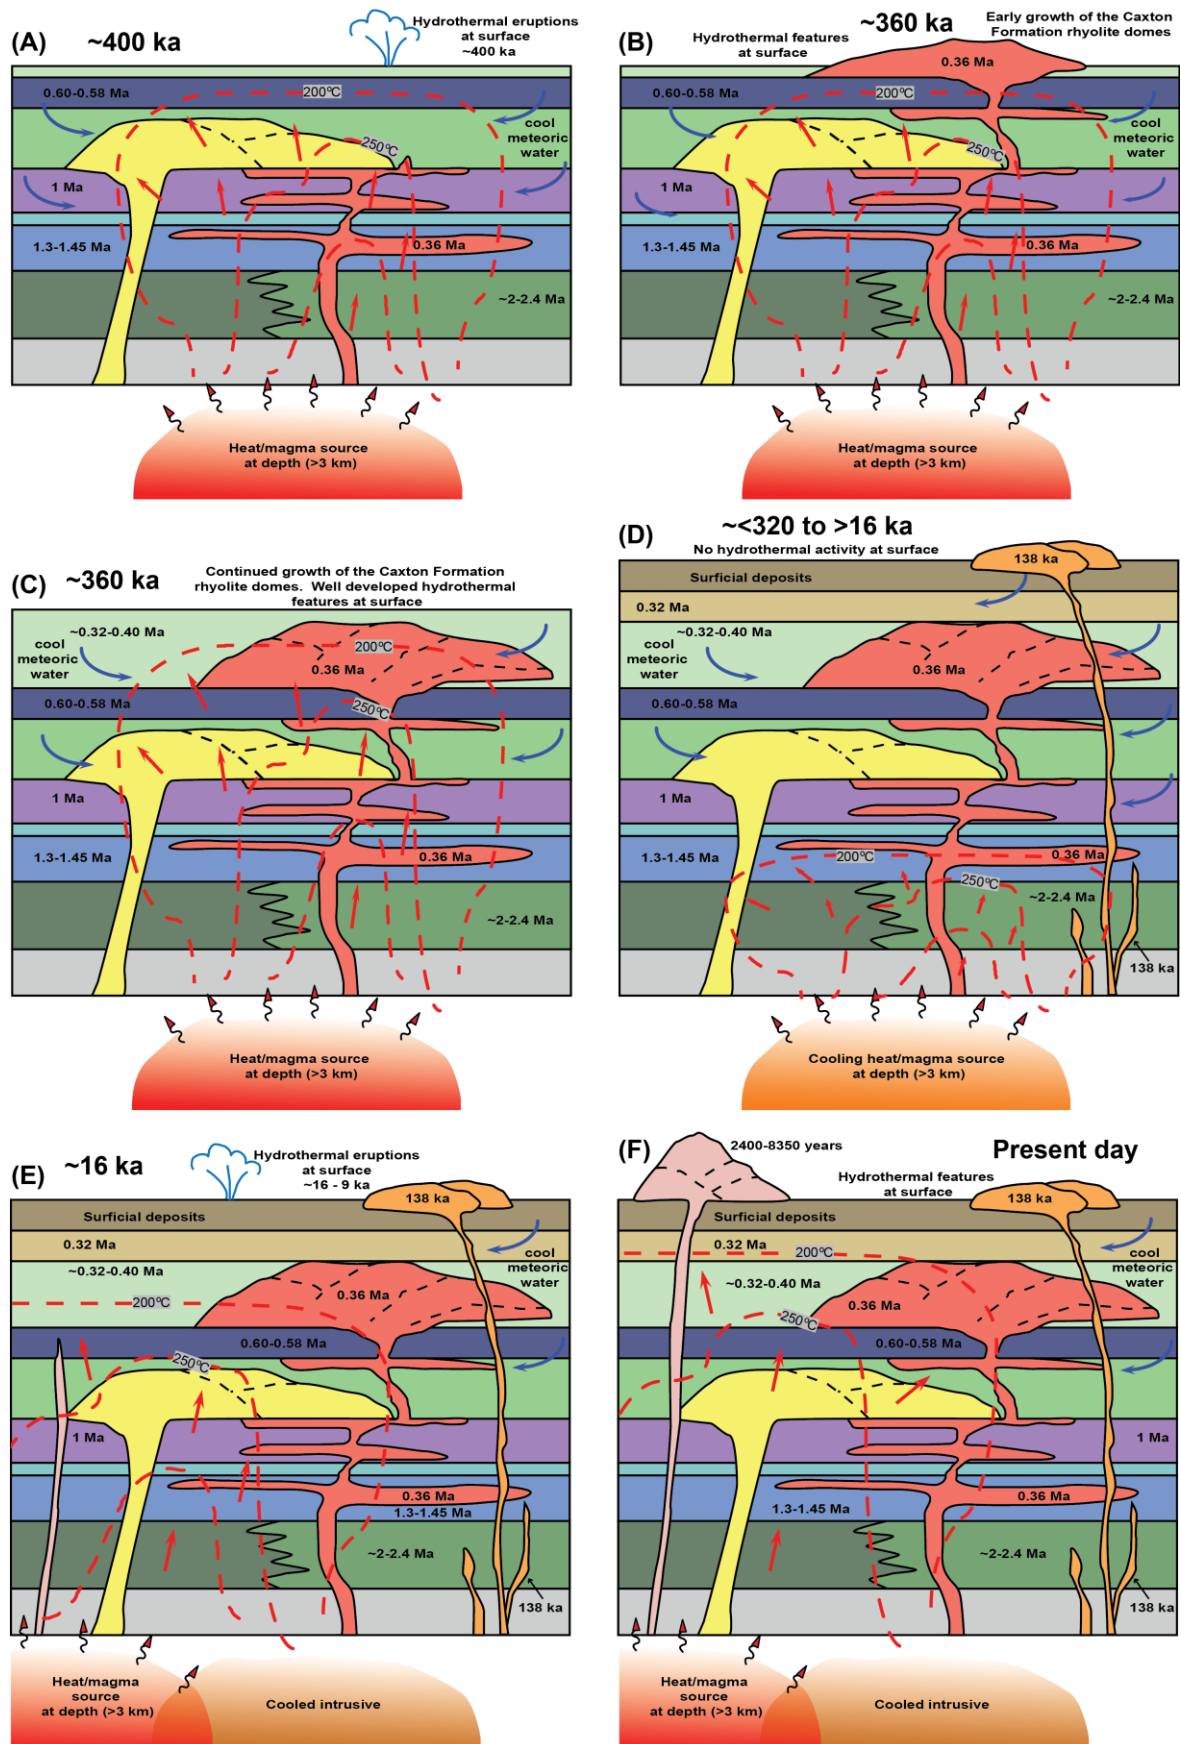 (A) ~400 ka
Hydrothermal eruptions
at surface
~400 ka
200ºC
0.60-0.58 Ma
250ºC
cool
meteoric
water
1 Ma
1.3-1.45 Ma
0.36 Ma
~2-2.4 Ma
Heat/magma source
at depth (>3 km)
(B) ~360 ka
Hydrothermal features
at surface
Early growth of the Caxton
Formation rhyolite domes
0.36 Ma
0.60-0.58 Ma
200ºC
250ºC
cool
meteoric
water
1 Ma
1.3-1.45 Ma
0.36 Ma
~2-2.4 Ma
Heat/magma source
at depth (>3 km)
(C) ~360 ka
Continued growth of the Caxton Formation
rhyolite domes. Well developed hydrothermal
features at surface
~0.32-0.40 Ma
cool
meteoric
water
200ºC
0.36 Ma
0.60-0.58 Ma
250ºC
1 Ma
1.3-1.45 Ma
0.36 Ma
~2-2.4 Ma
Heat/magma source
at depth (>3 km)
(D) ~<320 to >16 ka
No hydrothermal activity at surface
138 ka
Surficial deposits
0.32 Ma
~0.32-0.40 Ma
cool
meteoric
water
0.36 Ma
0.60-0.58 Ma
1 Ma
1.3-1.45 Ma
200ºC
0.36 Ma
250ºC
~2-2.4 Ma
138 ka
Cooling heat/magma source
at depth (>3 km)
(E) ~16 ka
Hydrothermal eruptions
at surface
~16 - 9 ka
138 ka
Surficial deposits
0.32 Ma
cool
meteoric
water
~0.32-0.40 Ma
200ºC
0.36 Ma
0.60-0.58 Ma
250ºC
1 Ma
0.36 Ma
1.3-1.45 Ma
~2-2.4 Ma
138 ka
Heat/magma
source
at depth (>3 km)
Cooled intrusive
(F) Present day
2400-8350 years
Hydrothermal features
at surface
138 ka
Surficial deposits
0.32 Ma
200ºC
cool
meteoric
water
~0.32-0.40 Ma
0.36 Ma
250ºC
0.60-0.58 Ma
1 Ma
0.36 Ma
1.3-1.45 Ma
~2-2.4 Ma
138 ka
Heat/magma
source
at depth (>3 km)
Cooled intrusive